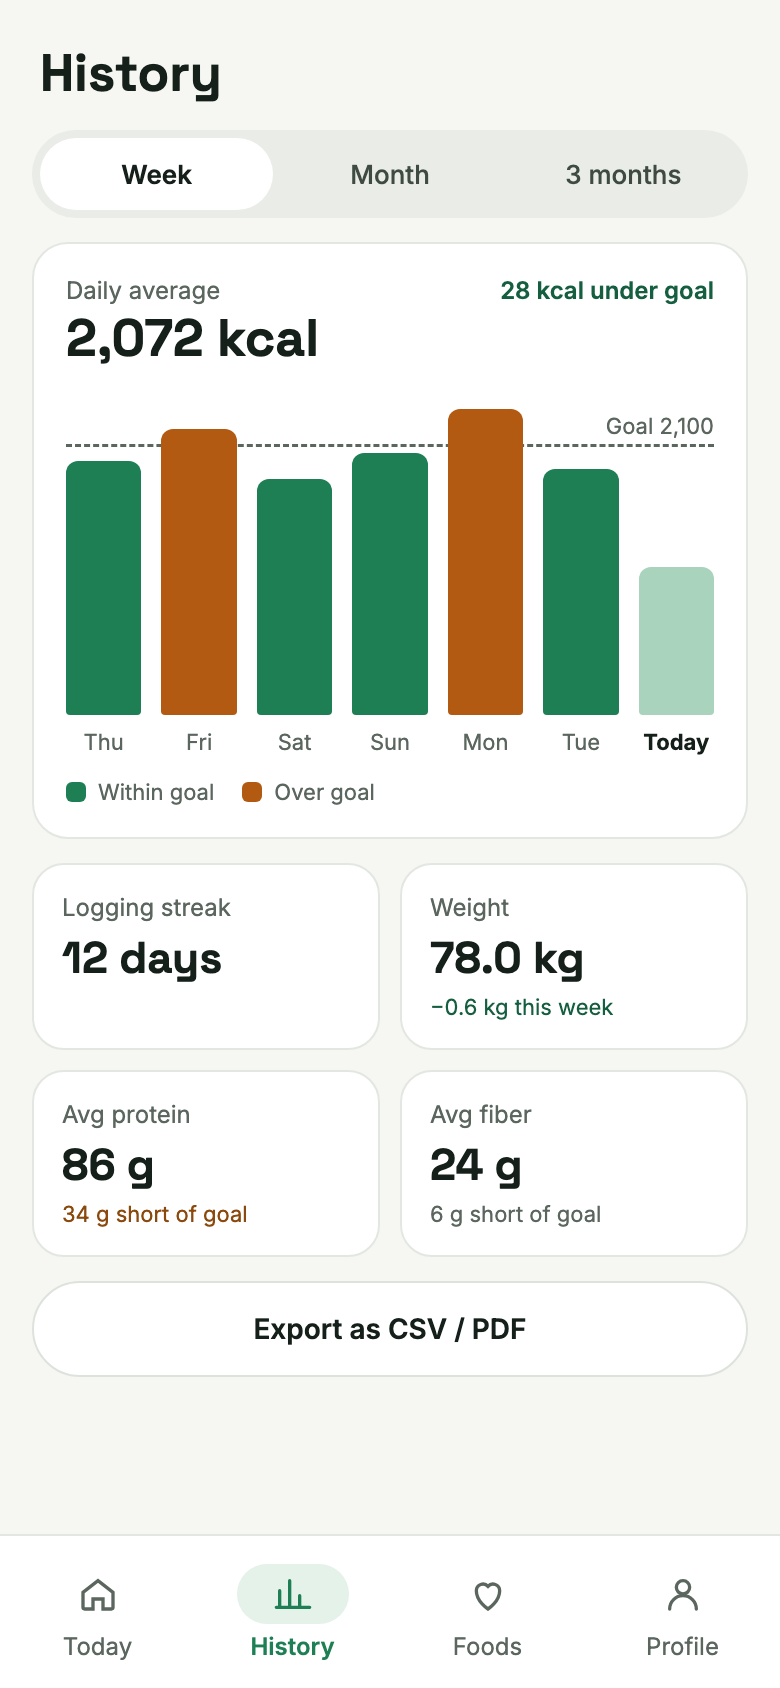 History
Week
Month
3 months
Daily average
28 kcal under goal
2,072 kcal
Goal 2,100
Thu
Fri
Sat
Sun
Mon
Tue
Today
Within goal
Over goal
Logging streak
12 days
Weight
78.0 kg
−0.6 kg this week
Avg protein
86 g
34 g short of goal
Avg fiber
24 g
6 g short of goal
Export as CSV / PDF
Today
History
Foods
Profile